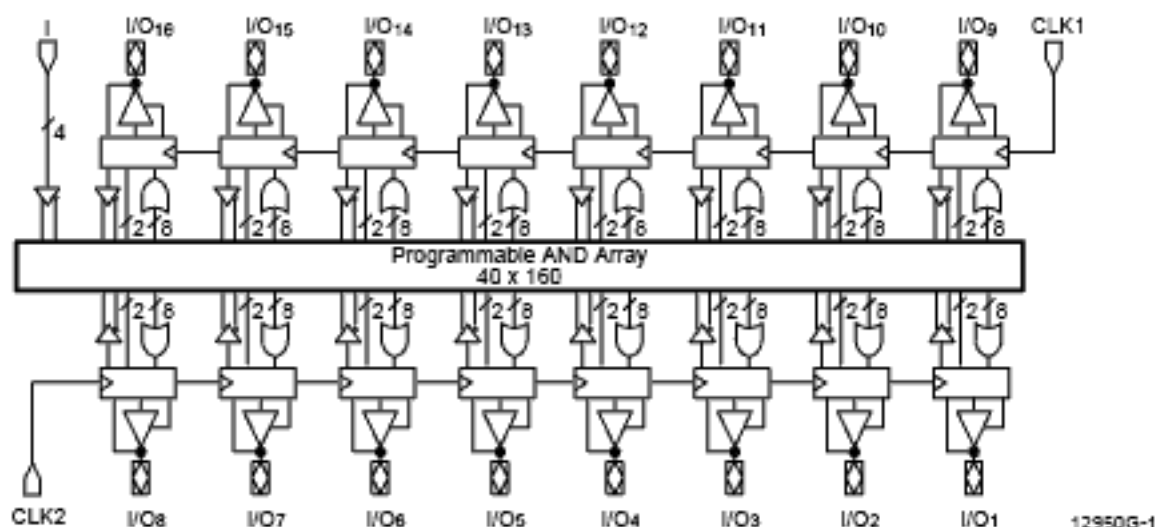 I I/O16 I/O15 I/O14 I/O13 I/O12 I/O11 I/O10 I/O9 CLK1
4
2 8 2 8 2 8 2 8 2 8 2 8 2 8 2 8
Programmable AND Array
40 x 160
2 8 2 8 2 8 2 8 2 8 2 8 2 8 2 8
CLK2 I/O8 I/O7 I/O6 I/O5 I/O4 I/O3 I/O2 I/O1 12950G-1